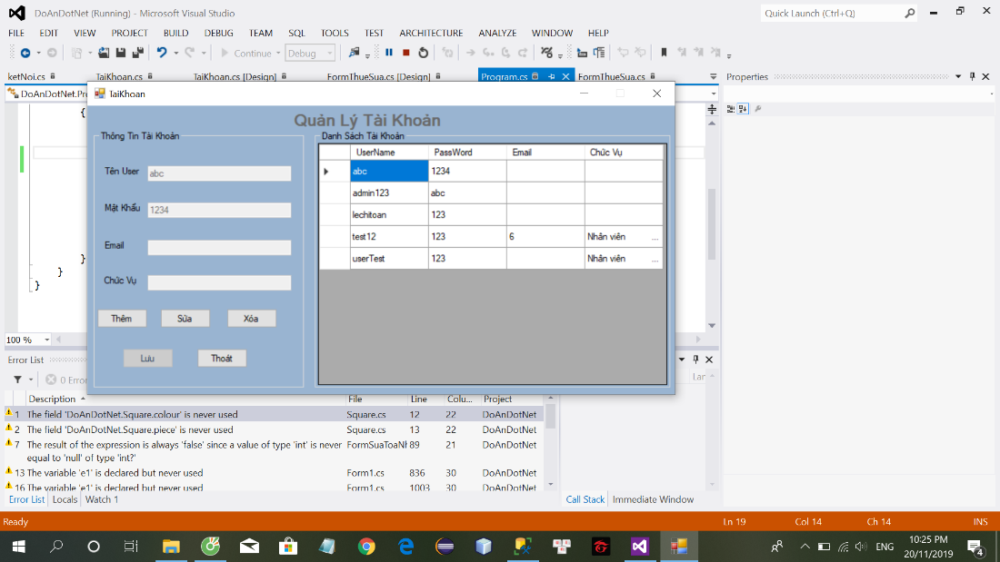 DoAnDotNet (Running) - Microsoft Visual Studio
Quick Launch (Ctrl+Q)
FILE EDIT VIEW PROJECT BUILD DEBUG TEAM SQL TOOLS TEST ARCHITECTURE ANALYZE WINDOW HELP
Continue Debug
ketNoi.cs TaiKhoan.cs TaiKhoan.cs [Design] FormThueSua.cs [Design] Program.cs FormThueSua.cs
Properties
DoAnDotNet.Pr
TaiKhoan
{
}
}
}
Quản Lý Tài Khoản
Thông Tin Tài Khoản
Tên User abc
Mật Khẩu 1234
Email
Chức Vụ
Thêm Sửa Xóa
Lưu Thoát
Danh Sách Tài Khoản
UserName PassWord Email Chức Vụ
abc 1234
admin123 abc
lechitoan 123
test12 123 6 Nhân viên ...
userTest 123 Nhân viên ...
100 %
Error List
0 Error
Lar
Description File Line Colu... Project
1 The field 'DoAnDotNet.Square.colour' is never used Square.cs 12 22 DoAnDotNet
2 The field 'DoAnDotNet.Square.piece' is never used Square.cs 13 22 DoAnDotNet
7 The result of the expression is always 'false' since a value of type 'int' is never FormSuaToaNh 89 21 DoAnDotNet
equal to 'null' of type 'int?'
13 The variable 'e1' is declared but never used Form1.cs 836 30 DoAnDotNet
16 The variable 'e1' is declared but never used Form1.cs 1003 30 DoAnDotNet
Error List Locals Watch 1
Call Stack Immediate Window
Ready Ln 19 Col 14 Ch 14 INS
ENG
10:25 PM
20/11/2019
4